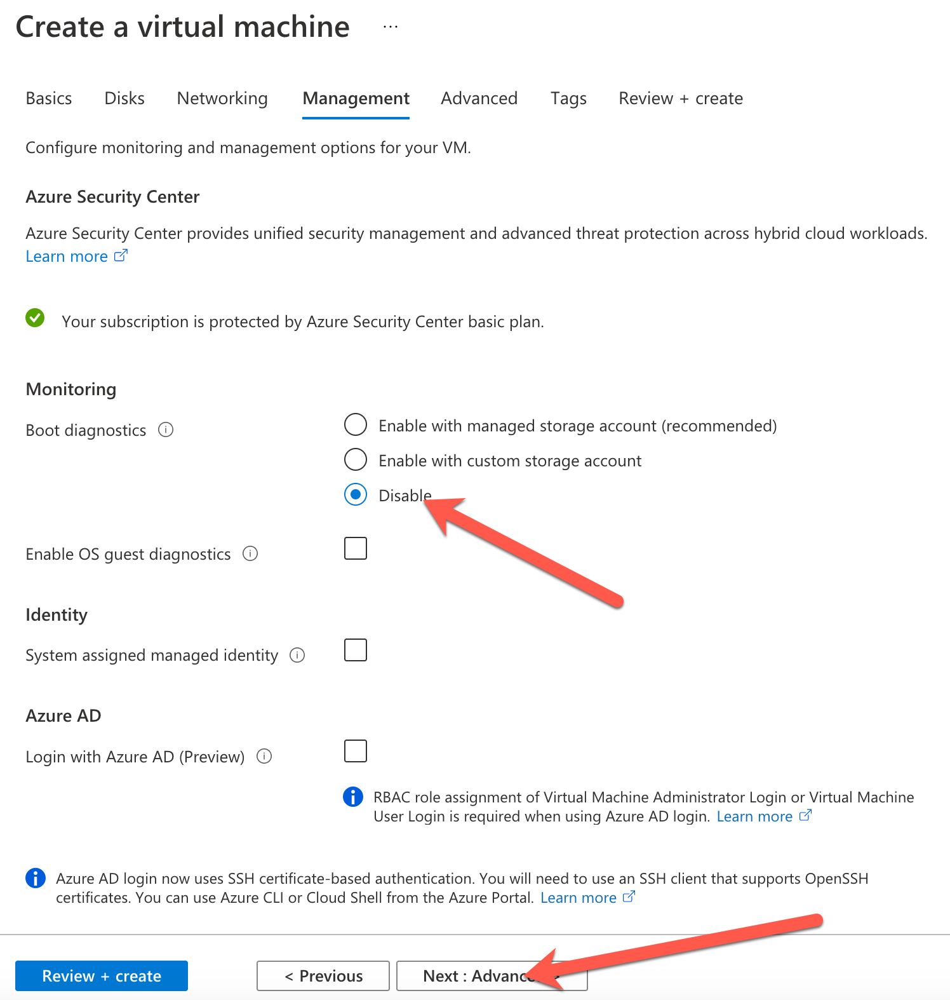 Create a virtual machine ...
Basics Disks Networking Management Advanced Tags Review + create
Configure monitoring and management options for your VM.
Azure Security Center
Azure Security Center provides unified security management and advanced threat protection across hybrid cloud workloads.
Learn more
Your subscription is protected by Azure Security Center basic plan.
Monitoring
Boot diagnostics
Enable with managed storage account (recommended)
Enable with custom storage account
Disable
Enable OS guest diagnostics
Identity
System assigned managed identity
Azure AD
Login with Azure AD (Preview)
RBAC role assignment of Virtual Machine Administrator Login or Virtual Machine
User Login is required when using Azure AD login. Learn more
Azure AD login now uses SSH certificate-based authentication. You will need to use an SSH client that supports OpenSSH
certificates. You can use Azure CLI or Cloud Shell from the Azure Portal. Learn more
Review + create < Previous Next : Advanced >